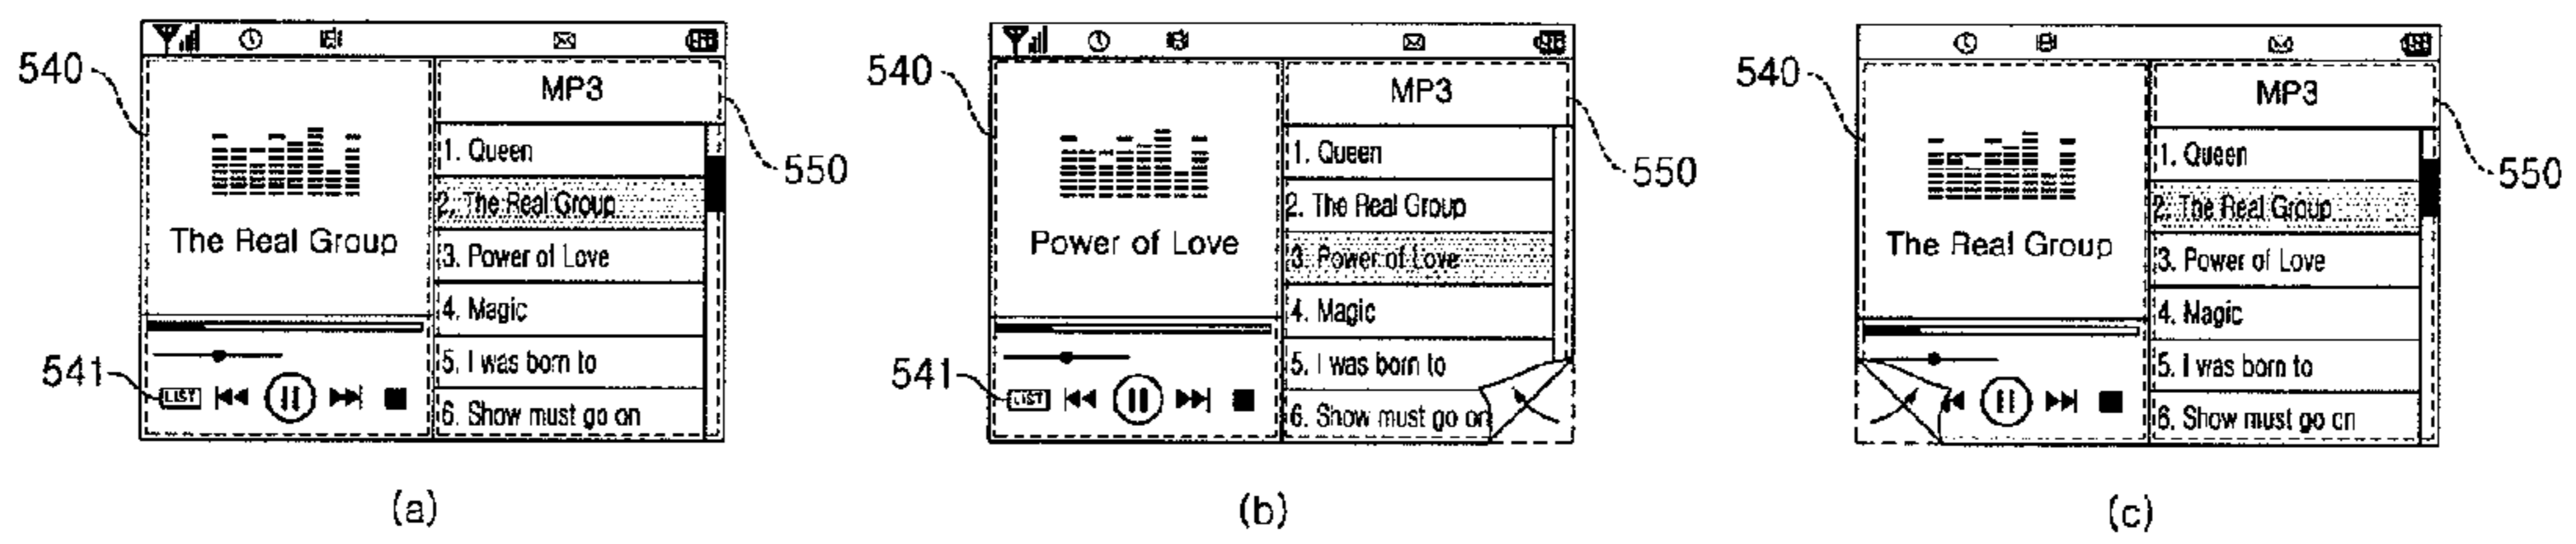 540
MP3
1. Queen
550
2. The Real Group
The Real Group
3. Power of Love
4. Magic
5. I was born to
541
LIST
6. Show must go on
(a)
540
MP3
1. Queen
550
2. The Real Group
Power of Love
3. Power of Love
4. Magic
5. I was born to
541
LIST
6. Show must go on
(b)
540
MP3
1. Queen
550
2. The Real Group
The Real Group
3. Power of Love
4. Magic
5. I was born to
6. Show must go on
(c)